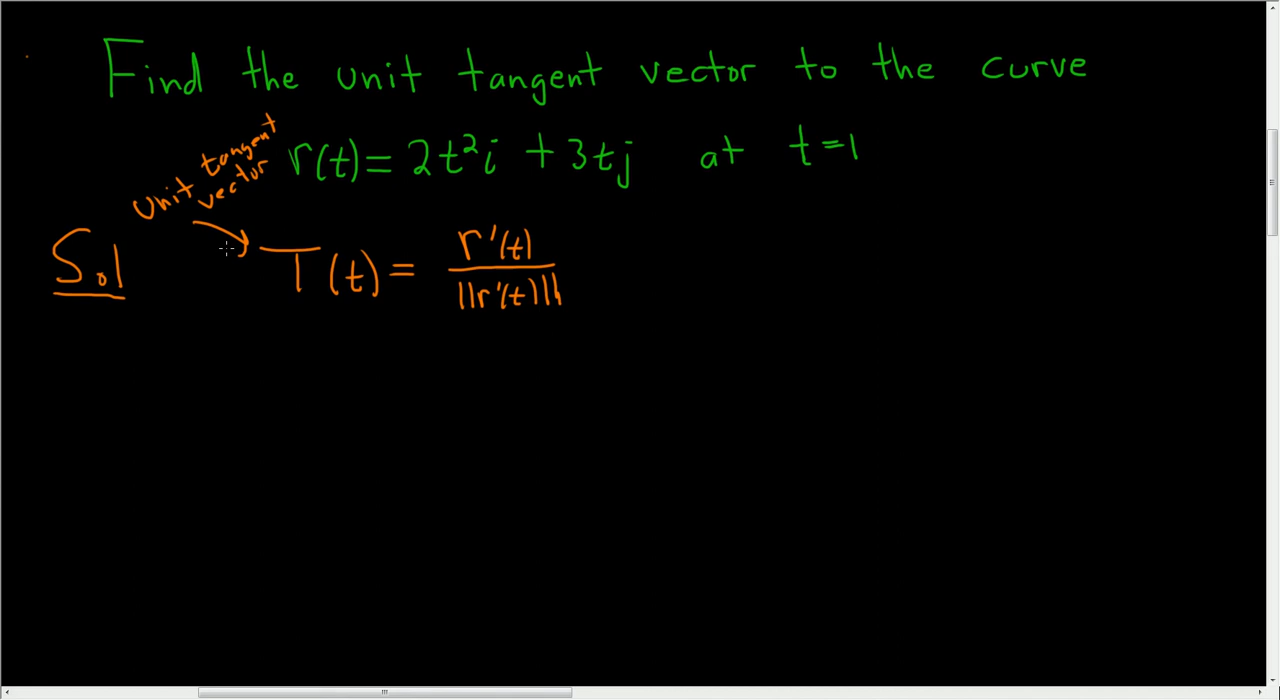 Find the unit tangent vector to the curve
r(t) = 2t²i + 3tj at t=1
unit tangent
vector
Sol
T(t) = r'(t) / ||r'(t)||